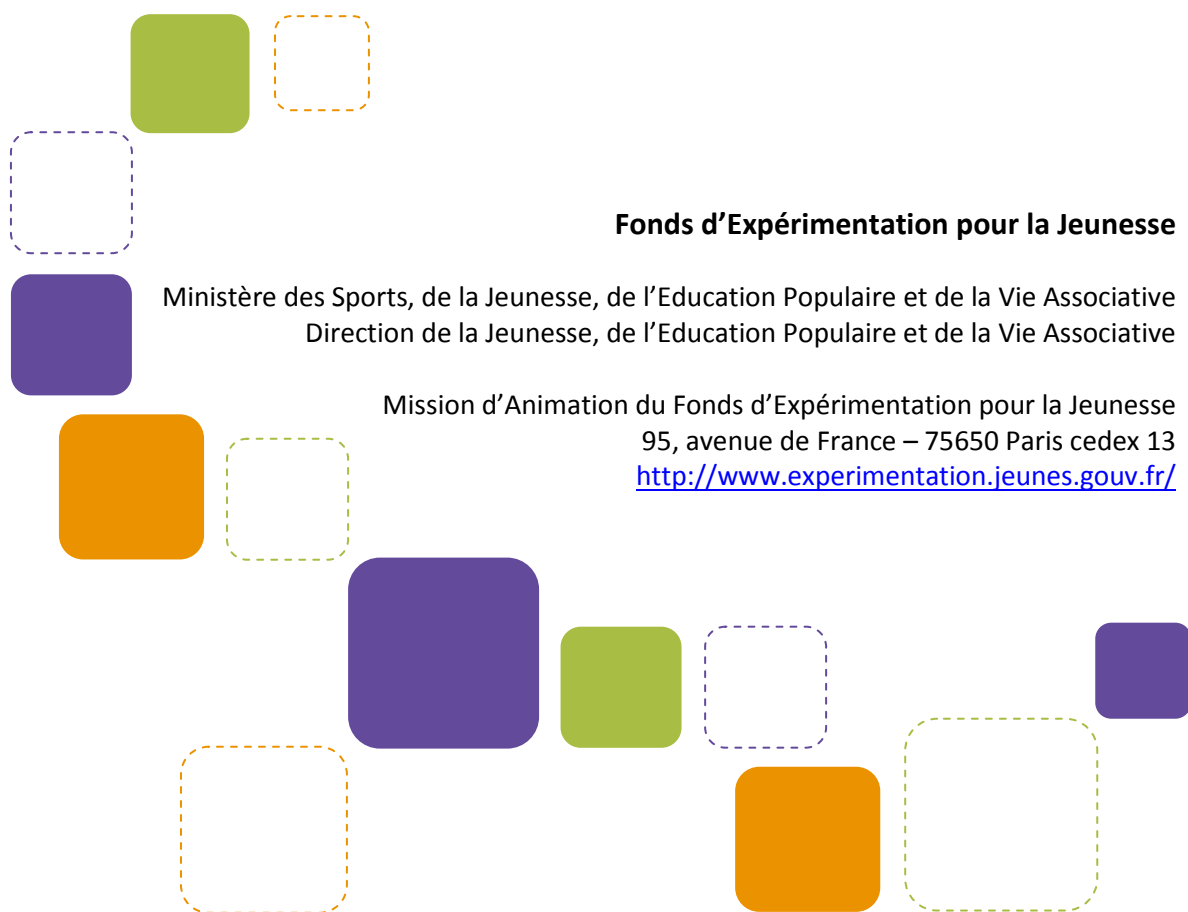 Fonds d’Expérimentation pour la Jeunesse
Ministère des Sports, de la Jeunesse, de l’Education Populaire et de la Vie Associative
Direction de la Jeunesse, de l’Education Populaire et de la Vie Associative
Mission d’Animation du Fonds d’Expérimentation pour la Jeunesse
95, avenue de France – 75650 Paris cedex 13
http://www.experimentation.jeunes.gouv.fr/